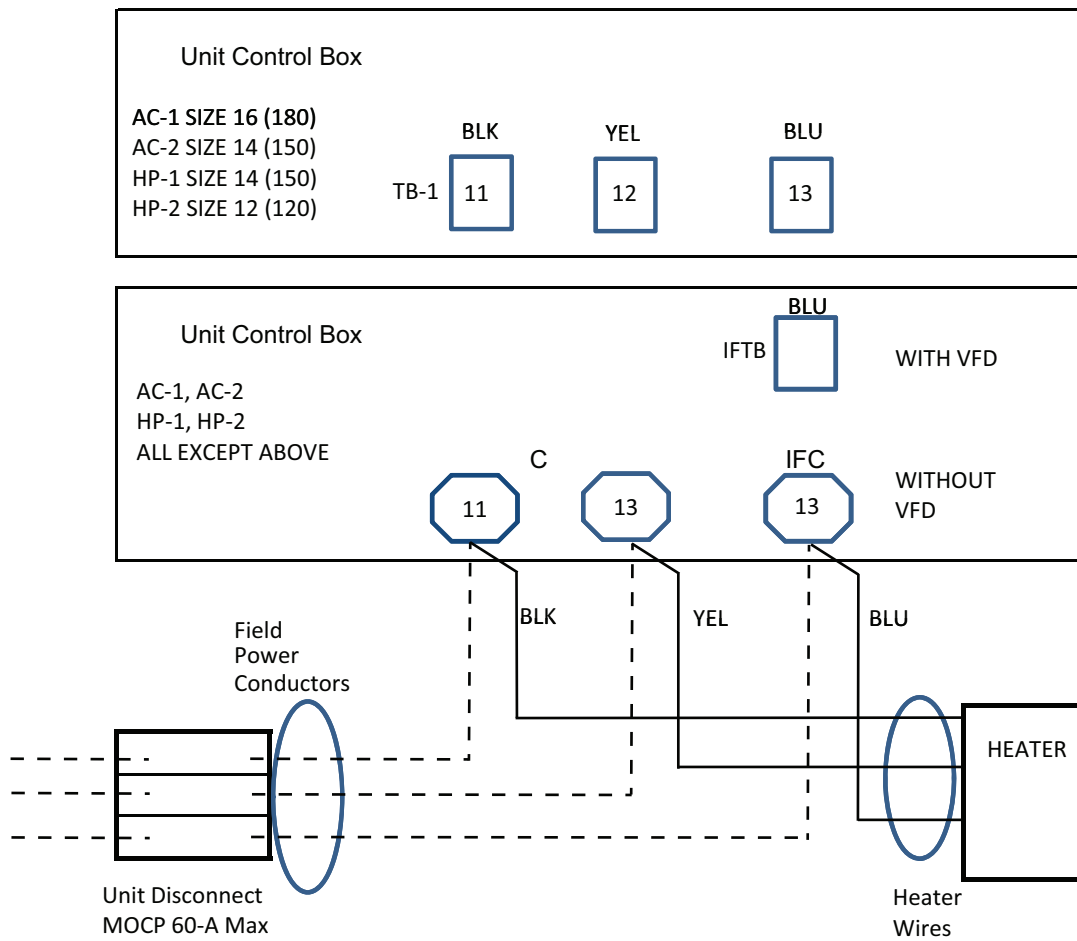 Unit Control Box
AC-1 SIZE 16 (180)
AC-2 SIZE 14 (150)
HP-1 SIZE 14 (150)
HP-2 SIZE 12 (120)
BLK
YEL
BLU
TB-1
11
12
13
Unit Control Box
AC-1, AC-2
HP-1, HP-2
ALL EXCEPT ABOVE
BLU
IFTB
WITH VFD
C
IFC
11
13
13
WITHOUT
VFD
BLK
YEL
BLU
Field
Power
Conductors
HEATER
Unit Disconnect
MOCP 60-A Max
Heater
Wires